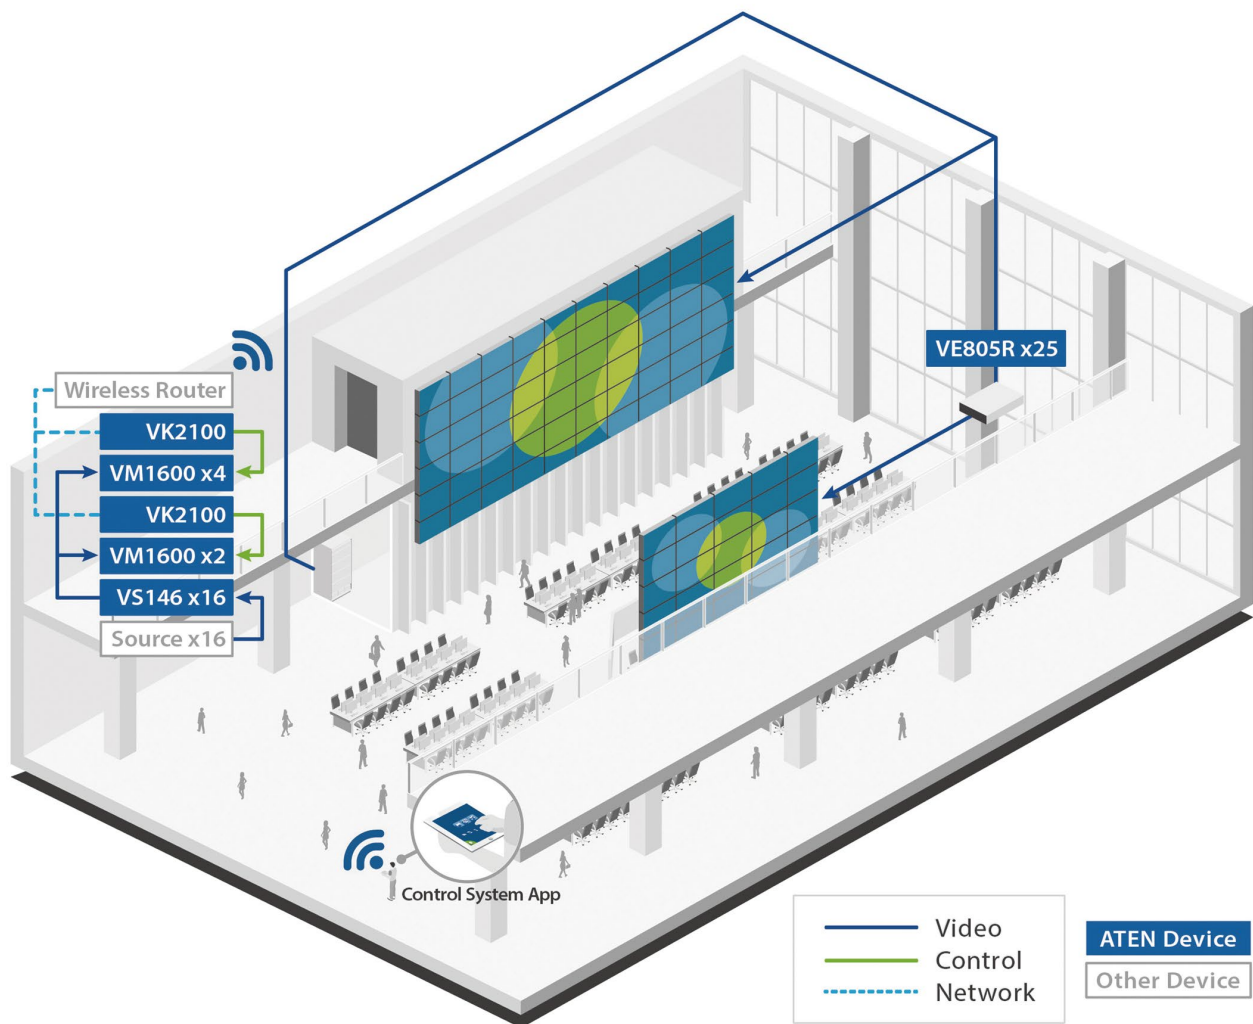 VE805R x25
Wireless Router
VK2100
VM1600 x4
VK2100
VM1600 x2
VS146 x16
Source x16
Control System App
Video
Control
Network
ATEN Device
Other Device